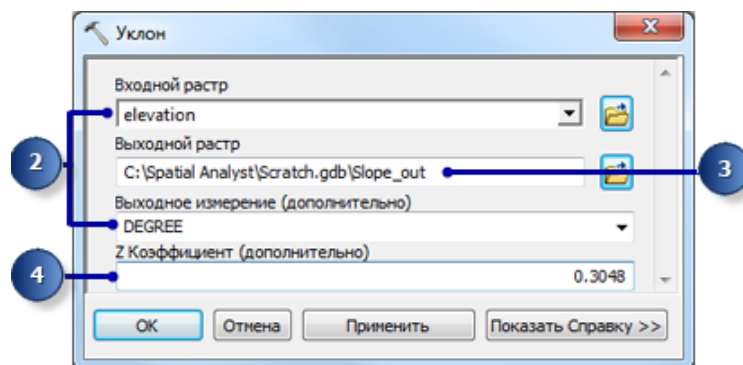 Уклон
Входной растр
elevation
2
Выходной растр
C:\Spatial Analyst\Scratch.gdb\Slope_out
3
Выходное измерение (дополнительно)
DEGREE
Z Коэффициент (дополнительно)
4
0.3048
ОК Отмена Применить Показать Справку >>